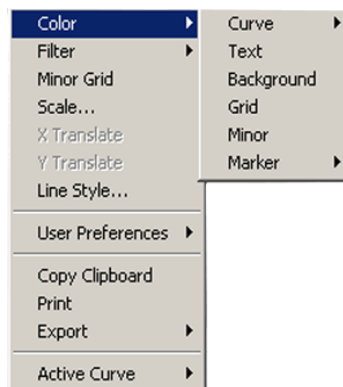 Color
Filter
Minor Grid
Scale...
X Translate
Y Translate
Line Style...
User Preferences
Copy Clipboard
Print
Export
Active Curve
Curve
Text
Background
Grid
Minor
Marker